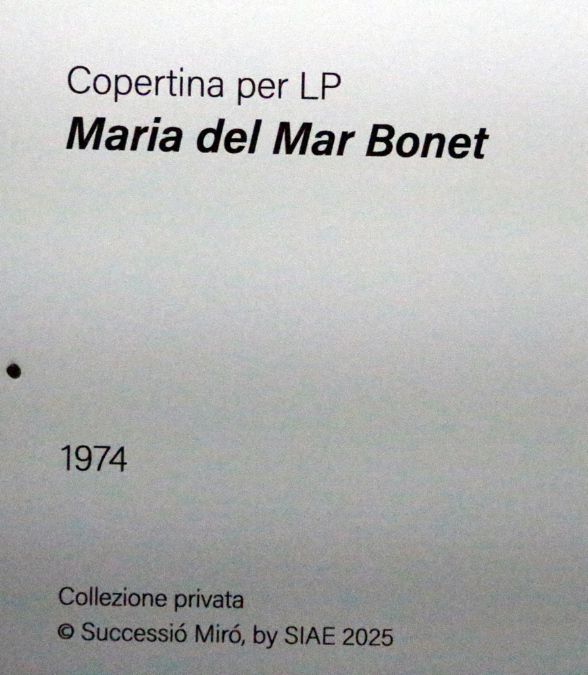 Copertina per LP
Maria del Mar Bonet
1974
Collezione privata
© Successió Miró, by SIAE 2025